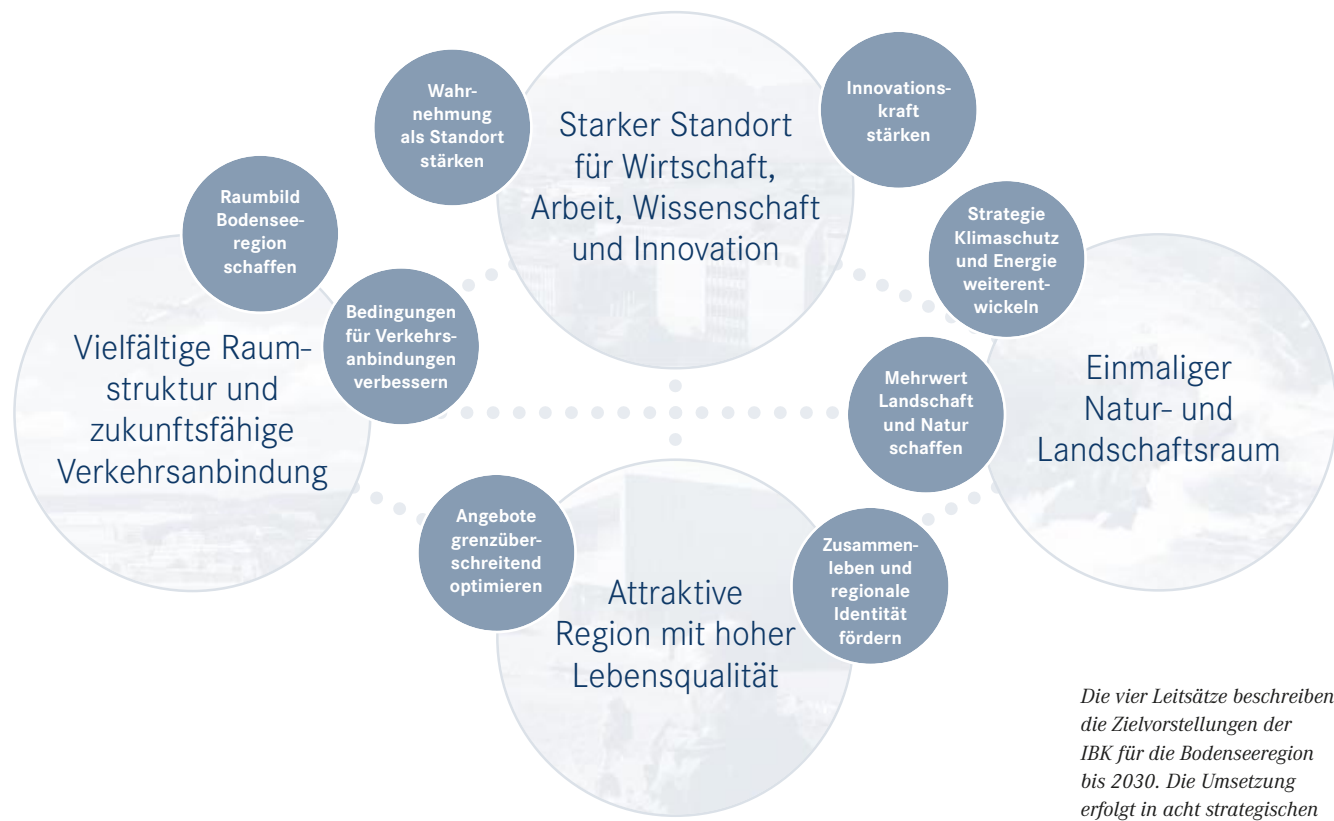 Wahr-
nehmung
als Standort
stärken
Starker Standort
für Wirtschaft,
Arbeit, Wissenschaft
und Innovation
Innovations-
kraft
stärken
Raumbild
Bodensee-
region
schaffen
Strategie
Klimaschutz
und Energie
weiterent-
wickeln
Vielfältige Raum-
struktur und
zukunftsfähige
Verkehrsanbindung
Bedingungen
für Verkehrs-
anbindungen
verbessern
Mehrwert
Landschaft
und Natur
schaffen
Einmaliger
Natur- und
Landschaftsraum
Angebote
grenzüber-
schreitend
optimieren
Attraktive
Region mit hoher
Lebensqualität
Zusammen-
leben und
regionale
Identität
fördern
Die vier Leitsätze beschreiben
die Zielvorstellungen der
IBK für die Bodenseeregion
bis 2030. Die Umsetzung
erfolgt in acht strategischen